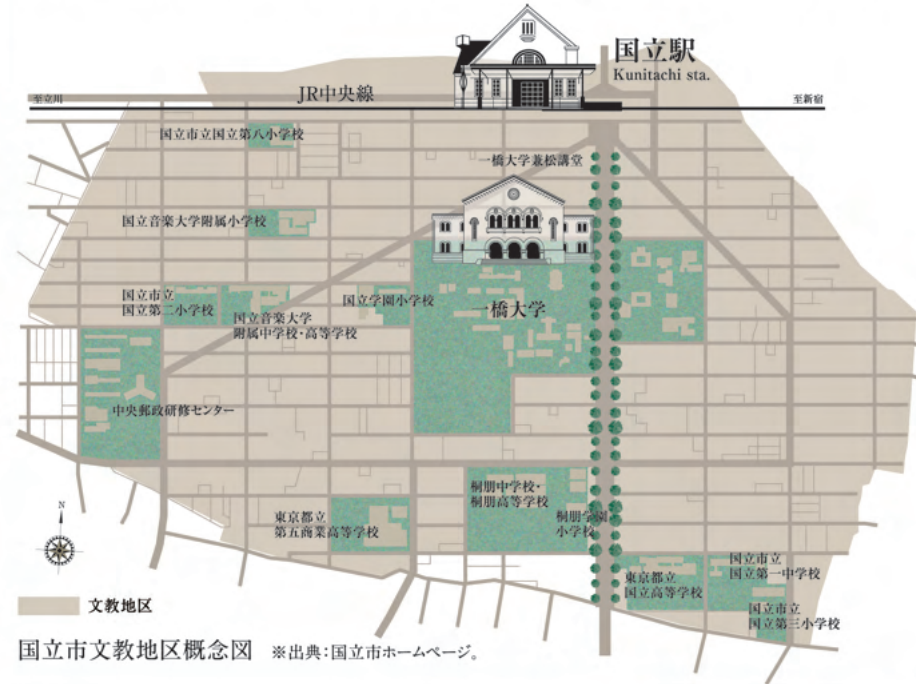 国立駅
Kunitachi sta.
JR中央線
至立川
至新宿
国立市立国立第八小学校
一橋大学兼松講堂
国立音楽大学附属小学校
国立市立
国立第二小学校
国立音楽大学
附属中学校・高等学校
国立学園小学校
一橋大学
中央郵政研修センター
桐朋中学校・
桐朋高等学校
桐朋学園
小学校
東京都立
第五商業高等学校
N
東京都立
国立高等学校
国立市立
国立第一中学校
国立市立
国立第三小学校
文教地区
国立市文教地区概念図 ※出典:国立市ホームページ。